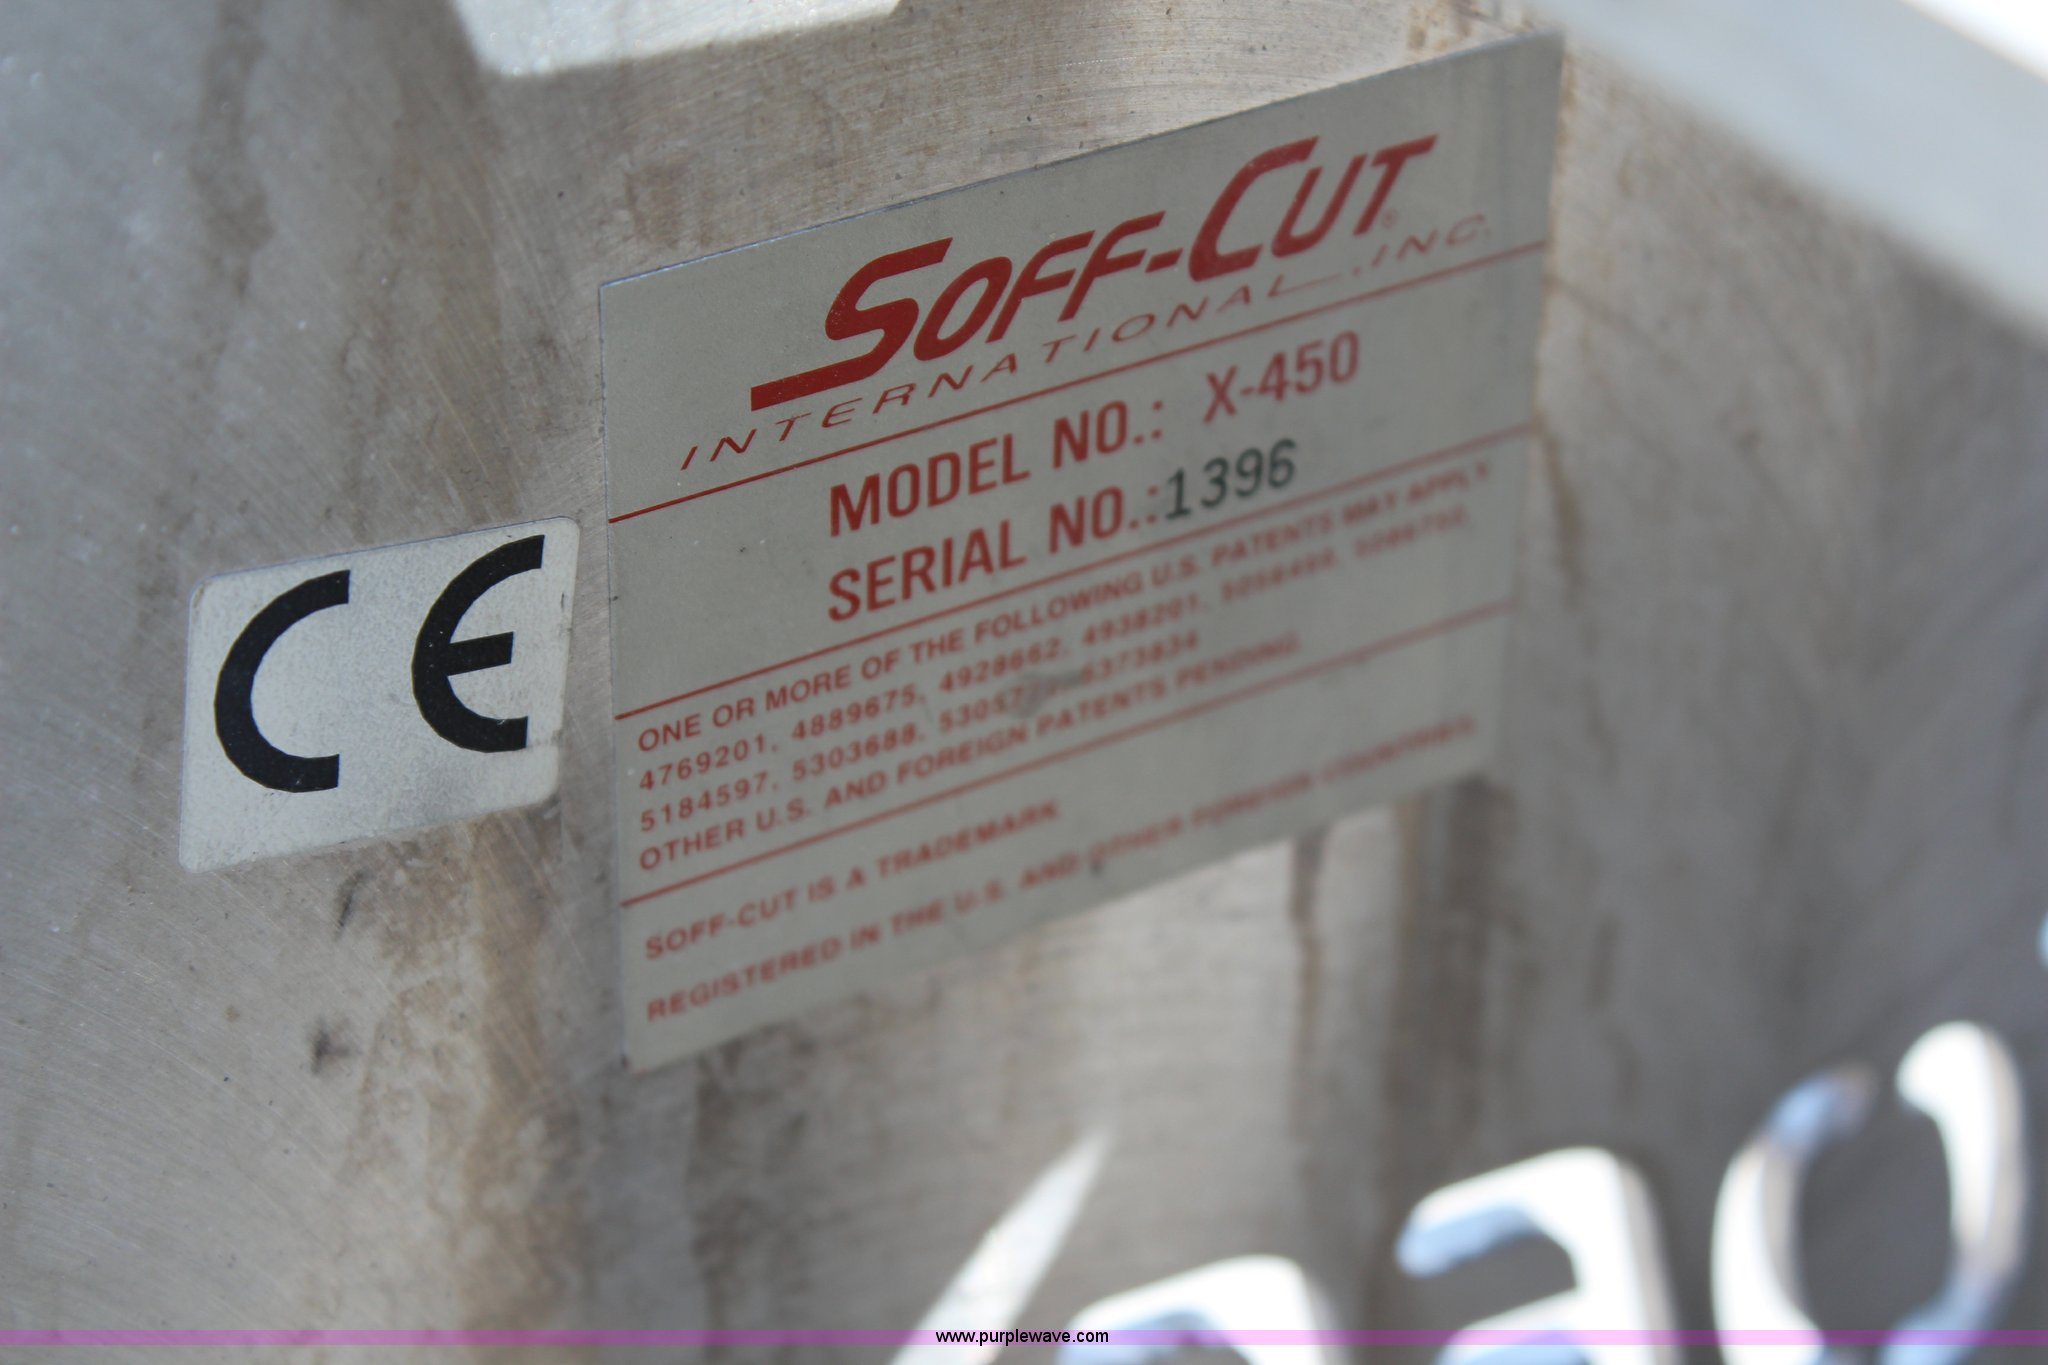 SOFF-CUT®
INTERNATIONAL, INC.
MODEL NO.: X-450
SERIAL NO.:1396
ONE OR MORE OF THE FOLLOWING U.S. PATENTS MAY APPLY
4769201, 4889675, 4928662, 4938201,
5184597, 5303688, 5373834
OTHER U.S. AND FOREIGN PATENTS PENDING.
SOFF-CUT IS A TRADEMARK
REGISTERED IN THE U.S. AND OTHER FOREIGN COUNTRIES.
CE
www.purplewave.com